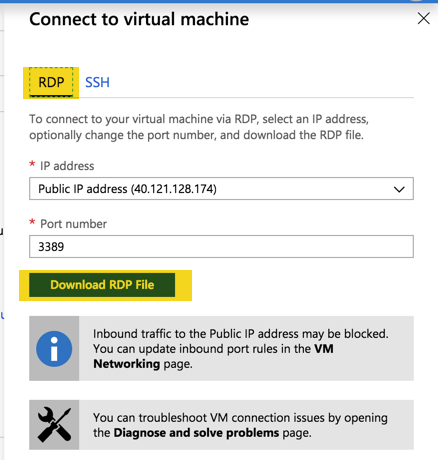 Connect to virtual machine
RDP SSH
To connect to your virtual machine via RDP, select an IP address,
optionally change the port number, and download the RDP file.
* IP address
Public IP address (40.121.128.174)
* Port number
3389
Download RDP File
Inbound traffic to the Public IP address may be blocked.
You can update inbound port rules in the VM
Networking page.
You can troubleshoot VM connection issues by opening
the Diagnose and solve problems page.